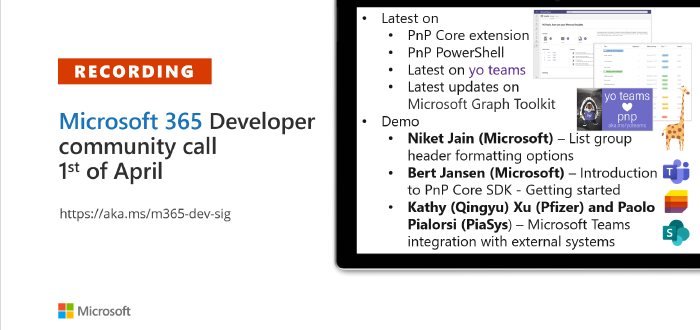 RECORDING
Microsoft 365 Developer
community call
1st of April
https://aka.ms/m365-dev-sig
Microsoft
• Latest on
• PnP Core extension
• PnP PowerShell
• Latest on yo teams
• Latest updates on
Microsoft Graph Toolkit
• Demo
• Niket Jain (Microsoft) – List group
header formatting options
• Bert Jansen (Microsoft) – Introduction
to PnP Core SDK - Getting started
• Kathy (Qingyu) Xu (Pfizer) and Paolo
Pialorsi (PiaSys) – Microsoft Teams
integration with external systems
yo teams
pnp
aka.ms/yoteams